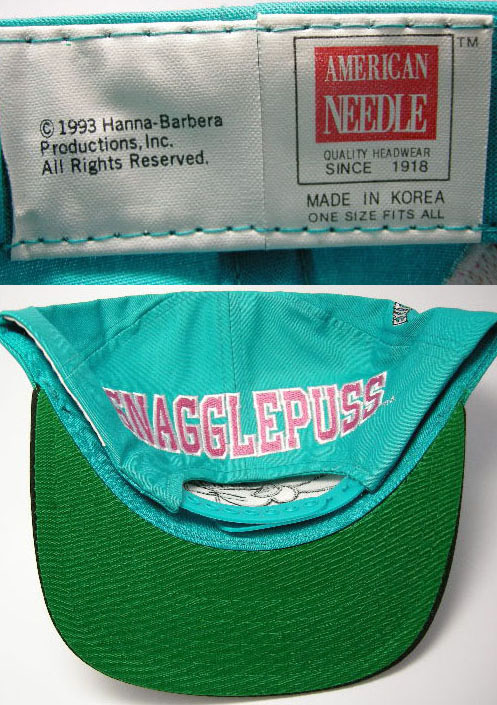 © 1993 Hanna-Barbera
Productions, Inc.
All Rights Reserved.
TM
AMERICAN
NEEDLE
QUALITY HEADWEAR
SINCE 1918
MADE IN KOREA
ONE SIZE FITS ALL
SNAGGLEPUSS